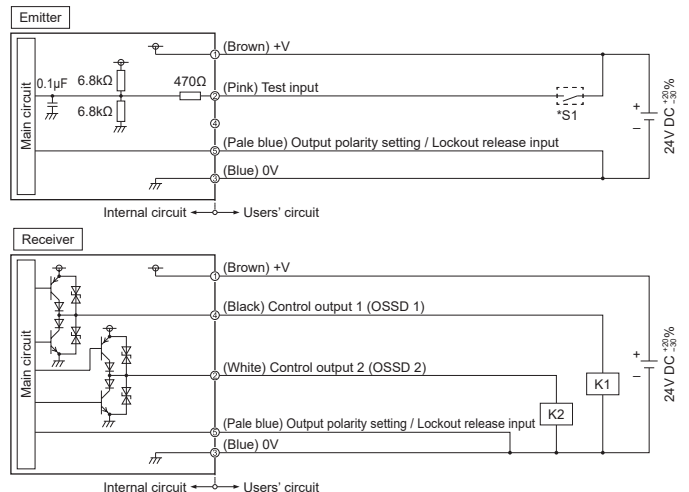 Emitter
(Brown) +V
①
0.1μF
6.8kΩ
470Ω
(Pink) Test input
②
6.8kΩ
*S1
④
Main circuit
+
–
24V DC +20 –30 %
(Pale blue) Output polarity setting / Lockout release input
⑤
(Blue) 0V
③
Internal circuit
Users' circuit
Receiver
(Brown) +V
①
(Black) Control output 1 (OSSD 1)
④
Main circuit
(White) Control output 2 (OSSD 2)
②
K1
K2
+
–
24V DC +20 –30 %
(Pale blue) Output polarity setting / Lockout release input
⑤
(Blue) 0V
③
Internal circuit
Users' circuit